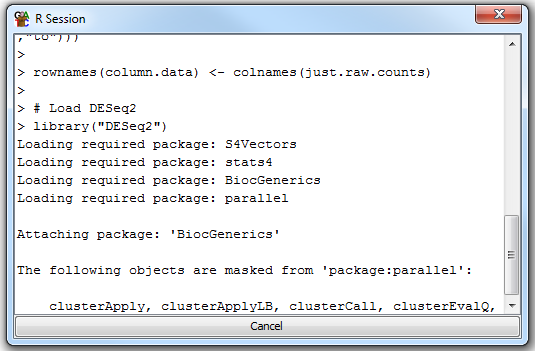 R Session
,"to")))
>
> rownames(column.data) <- colnames(just.raw.counts)
>
> # Load DESeq2
> library("DESeq2")
Loading required package: S4Vectors
Loading required package: stats4
Loading required package: BiocGenerics
Loading required package: parallel
Attaching package: 'BiocGenerics'
The following objects are masked from 'package:parallel':
clusterApply, clusterApplyLB, clusterCall, clusterEvalQ,
Cancel